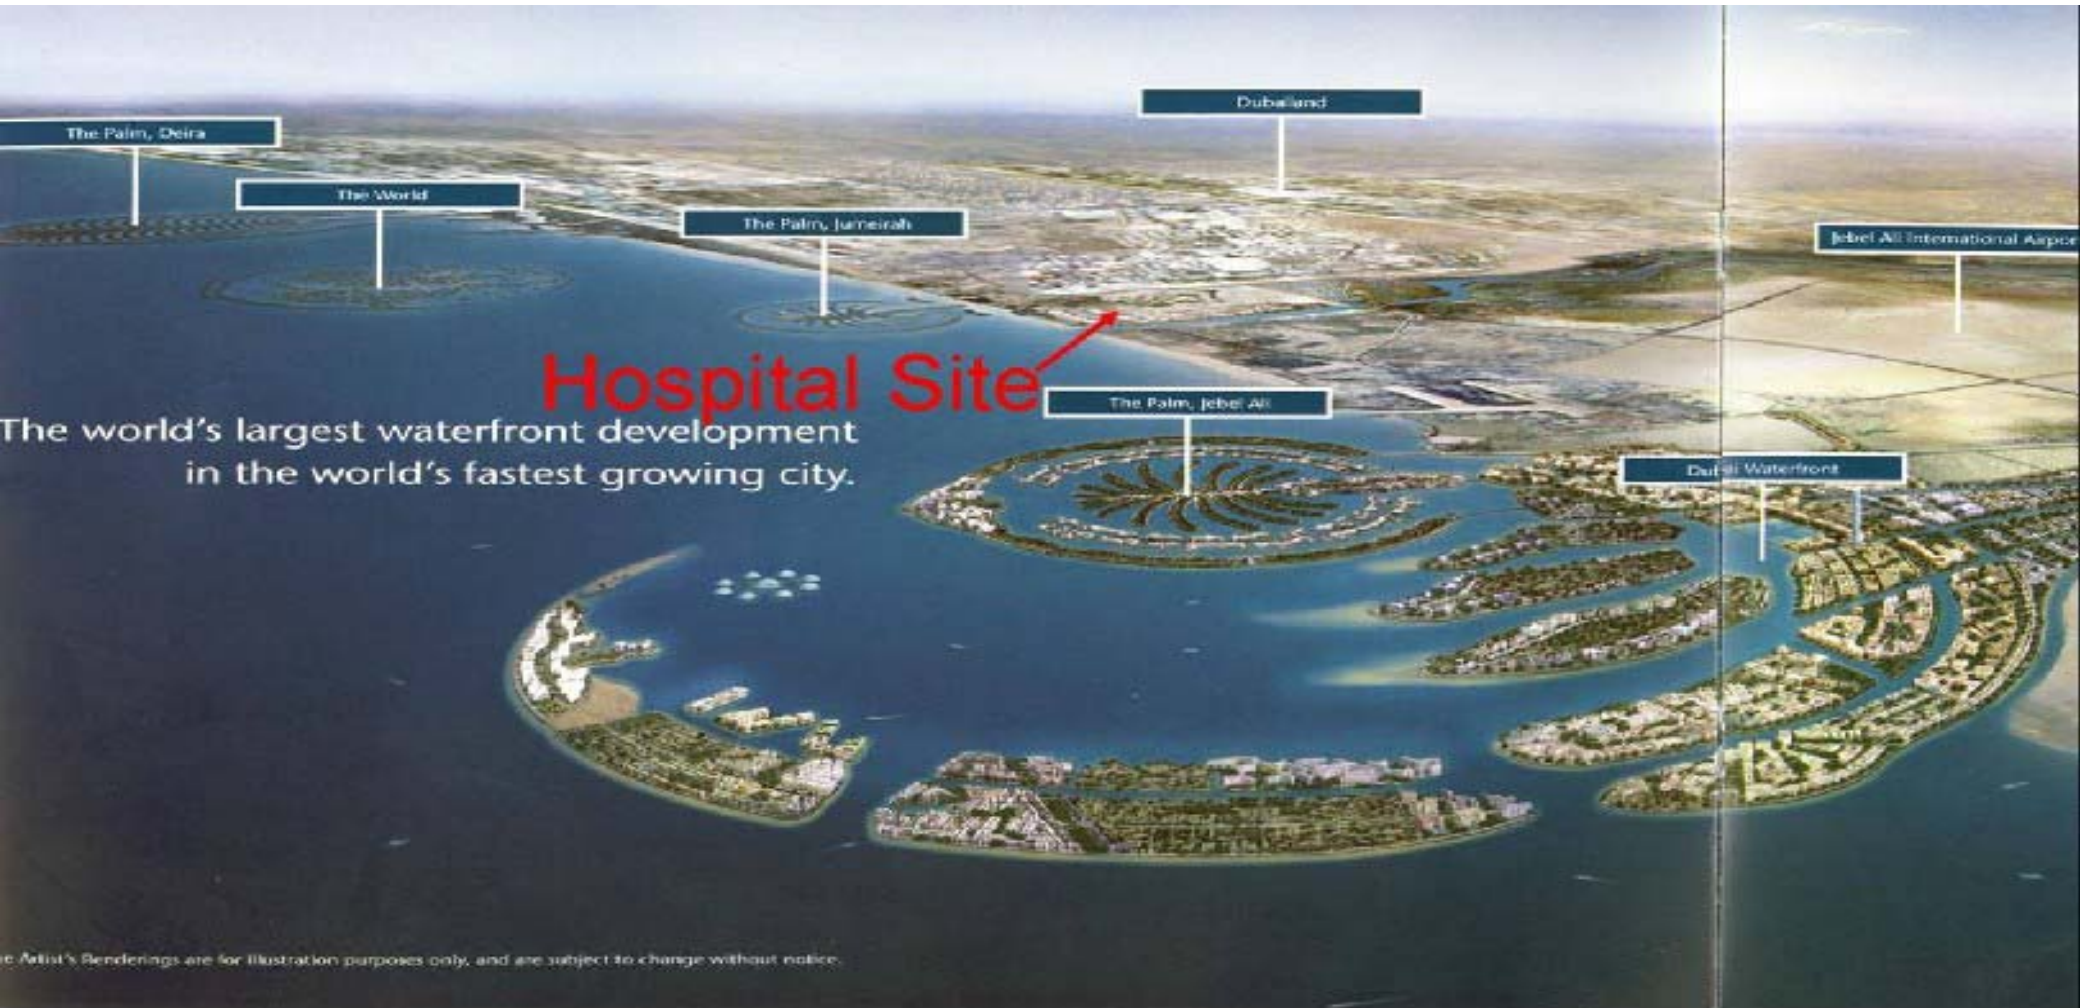 Dubailand
The Palm, Deira
The World
The Palm, Jumeirah
Jebel Ali International Airpor
Hospital Site
The Palm, Jebel Ali
The world's largest waterfront development
in the world's fastest growing city.
Dubai Waterfront
e Artist's Renderings are for illustration purposes only, and are subject to change without notice.